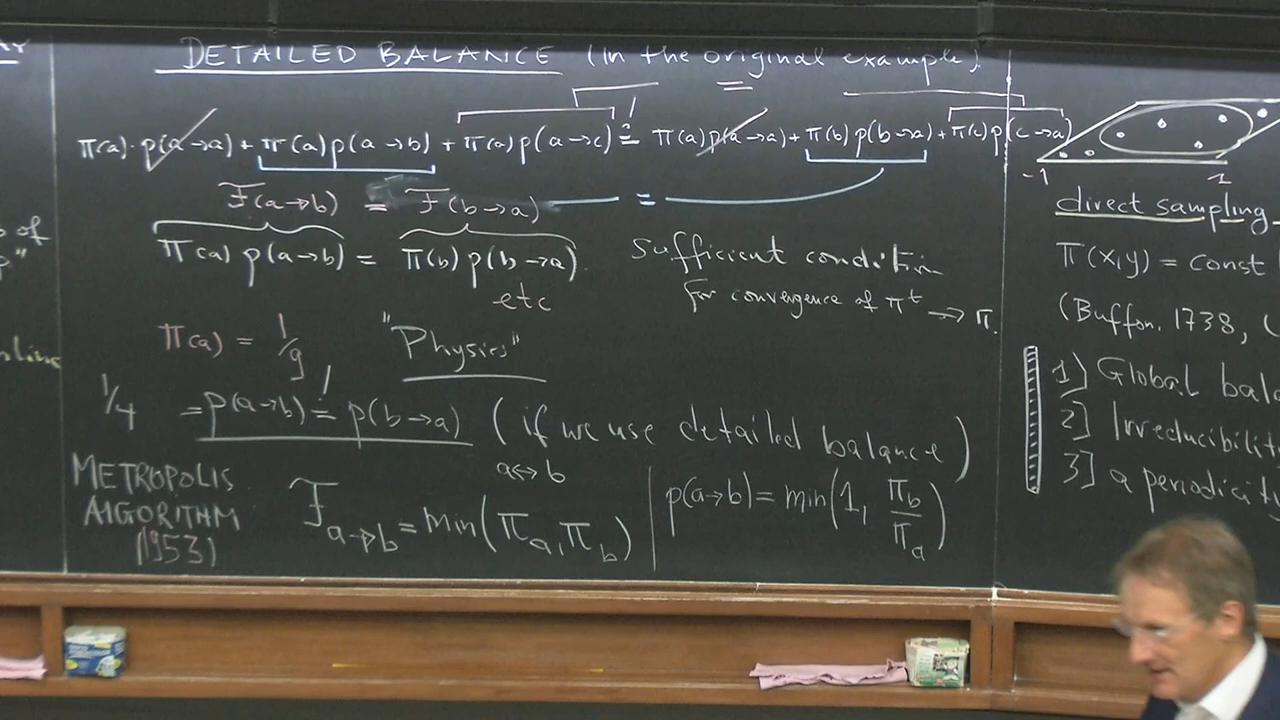 DETAILED BALANCE (in the original example)
π(a)·p(a→a) + π(a)p(a→b) + π(a)p(a→c) =! π(a)p(a→a) + π(b)p(b→a) + π(c)p(c→a)
=
F(a→b) = F(b→a)
π(a) p(a→b) = π(b) p(b→a)
etc
sufficient condition
for convergence of π^t → π
π(a) = 1/9 "Physics"
1/4 = p(a→b) =! p(b→a) (if we use detailed balance)
METROPOLIS
ALGORITHM
(1953)
a↔b
F a→b = min(π_a, π_b) | p(a→b) = min(1, π_b/π_a)
-1 1
direct sampling
π(x,y) = const
(Buffon. 1738, (
1) Global bala
2] Irreducibilit
3] a periodicit
of